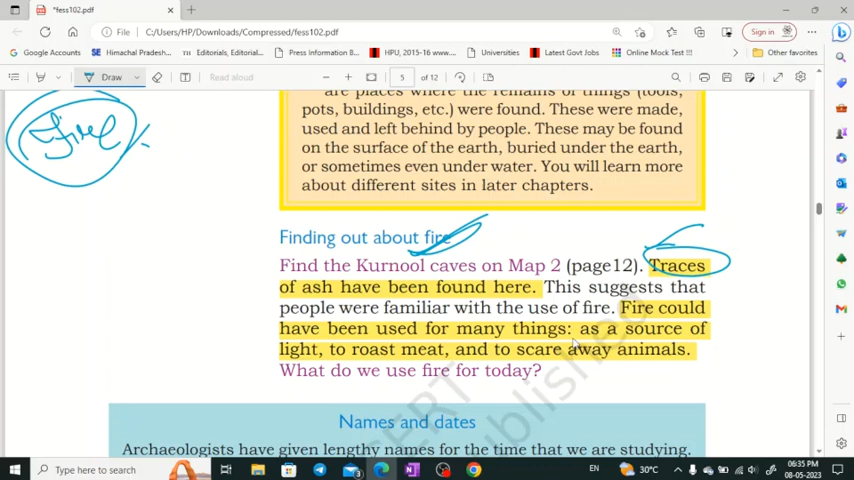 *fess102.pdf
File
C:/Users/HP/Downloads/Compressed/fess102.pdf
Sign in
Google Accounts
Himachal Pradesh...
Editorials, Editorial...
Press Information B...
HPU, 2015-16 www....
Universities
Latest Govt Jobs
Online Mock Test !!!
Other favorites
Draw
Read aloud
5
of 12
Fire
are places where the remains of things (tools,
pots, buildings, etc.) were found. These were made,
used and left behind by people. These may be found
on the surface of the earth, buried under the earth,
or sometimes even under water. You will learn more
about different sites in later chapters.
Finding out about fire
Find the Kurnool caves on Map 2 (page12). Traces
of ash have been found here. This suggests that
people were familiar with the use of fire. Fire could
have been used for many things: as a source of
light, to roast meat, and to scare away animals.
What do we use fire for today?
Names and dates
Archaeologists have given lengthy names for the time that we are studying.
Type here to search
EN
30°C
06:35 PM
08-05-2023